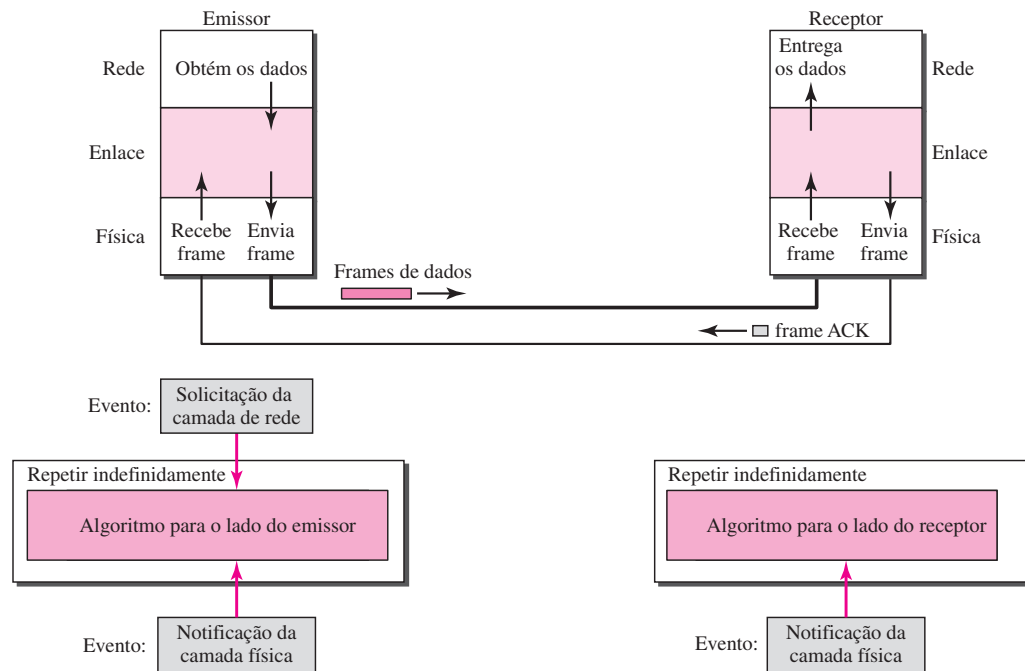 Emissor
Receptor
Rede
Obtém os dados
Entrega
os dados
Rede
Enlace
Enlace
Física
Recebe
frame
Envia
frame
Recebe
frame
Envia
frame
Física
Frames de dados
frame ACK
Evento:
Solicitação da
camada de rede
Repetir indefinidamente
Algoritmo para o lado do emissor
Repetir indefinidamente
Algoritmo para o lado do receptor
Evento:
Notificação da
camada física
Evento:
Notificação da
camada física